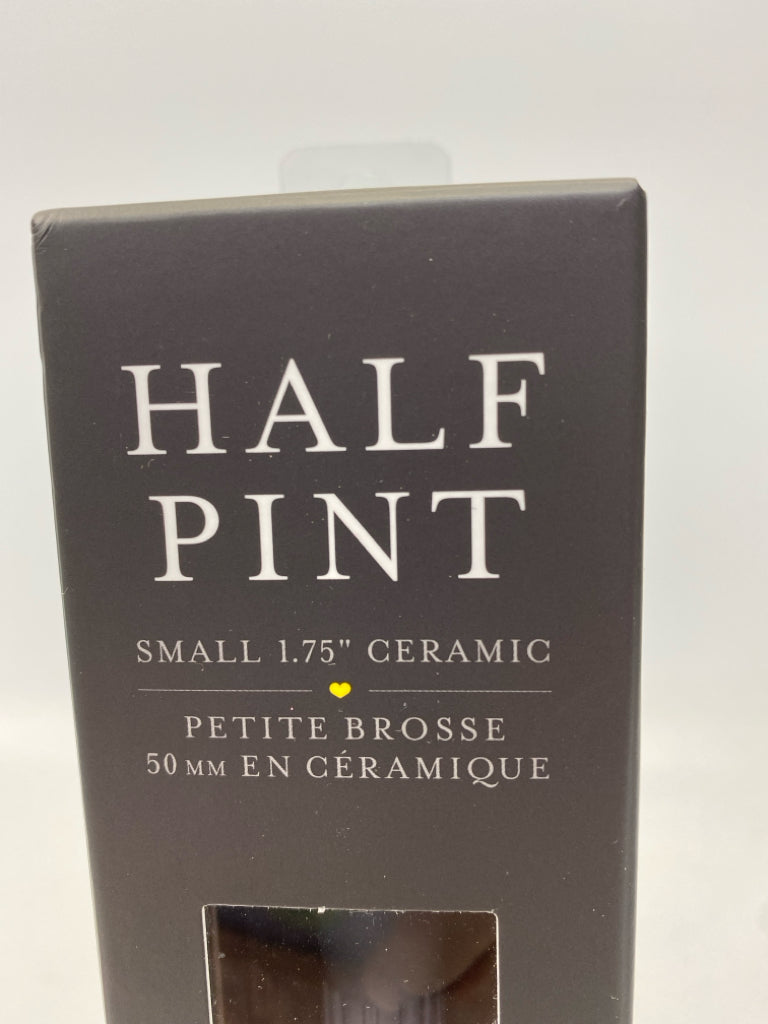 HALF
PINT
SMALL 1.75" CERAMIC
PETITE BROSSE
50 MM EN CÉRAMIQUE